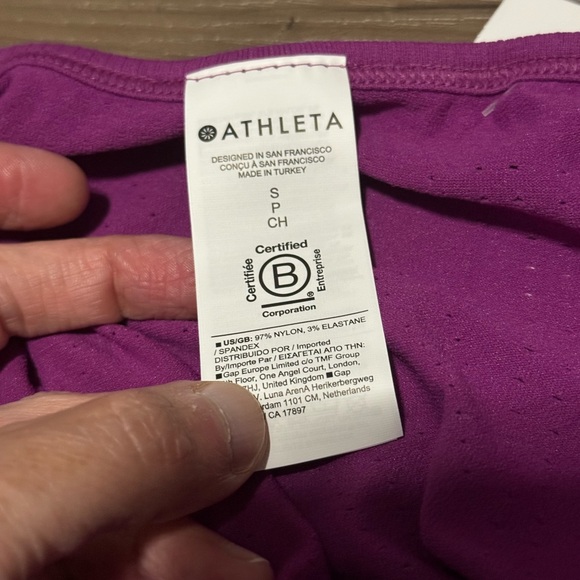 ATHLETA
DESIGNED IN SAN FRANCISCO
CONÇU À SAN FRANCISCO
MADE IN TURKEY
S
P
CH
Certified
Certifiée
B
Entreprise
®
Corporation
■ US/GB: 97% NYLON, 3% ELASTANE
/ SPANDEX
DISTRIBUIDO POR / Imported
By/Importe Par / ΕΙΣΑΓΕΤΑΙ ΑΠΟ ΤΗΝ:
■Gap Europe Limited c/o TMF Group
Floor, One Angel Court, London,
United Kingdom ■Gap
Luna ArenA Herikerbergweg
1101 CM, Netherlands
CA 17897